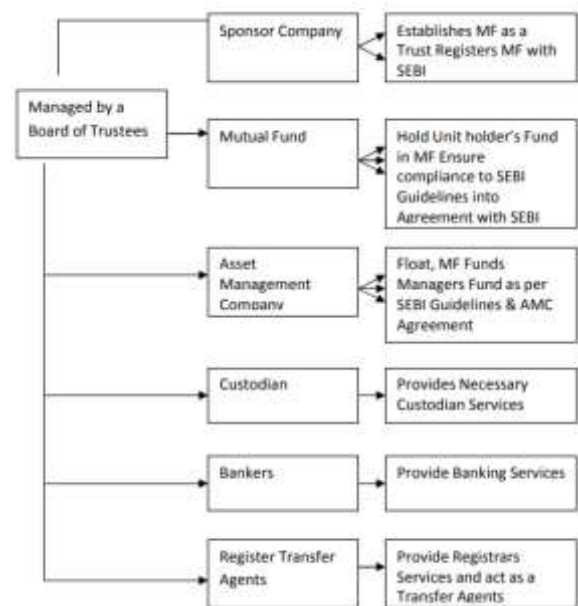 Sponsor Company
Establishes MF as a
Trust Registers MF with
SEBI
Managed by a
Board of Trustees
Mutual Fund
Hold Unit holder's Fund
in MF Ensure
compliance to SEBI
Guidelines into
Agreement with SEBI
Asset
Management
Company
Float, MF Funds
Managers Fund as per
SEBI Guidelines & AMC
Agreement
Custodian
Provides Necessary
Custodian Services
Bankers
Provide Banking Services
Register Transfer
Agents
Provide Registrars
Services and act as a
Transfer Agents